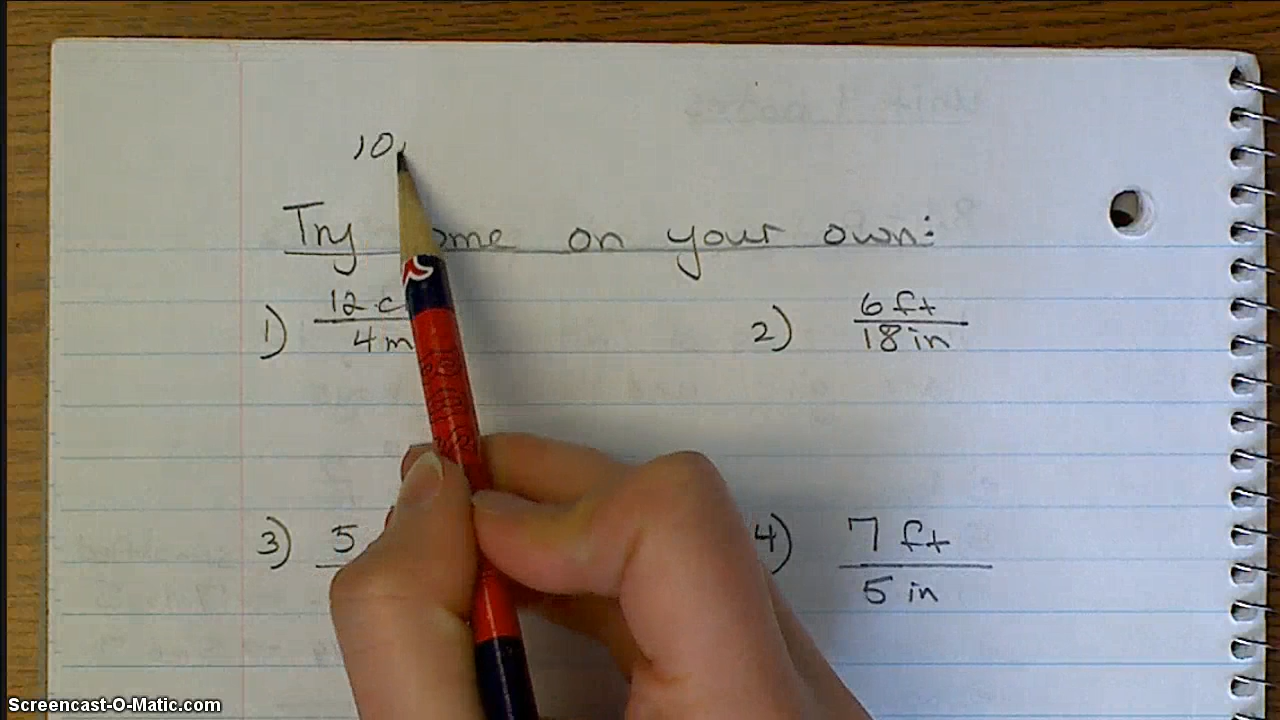 10
Try ome on your own:
1) 12 c 2) 6 ft
4 m 18 in
3) 5 4) 7 ft
5 in
Screencast-O-Matic.com